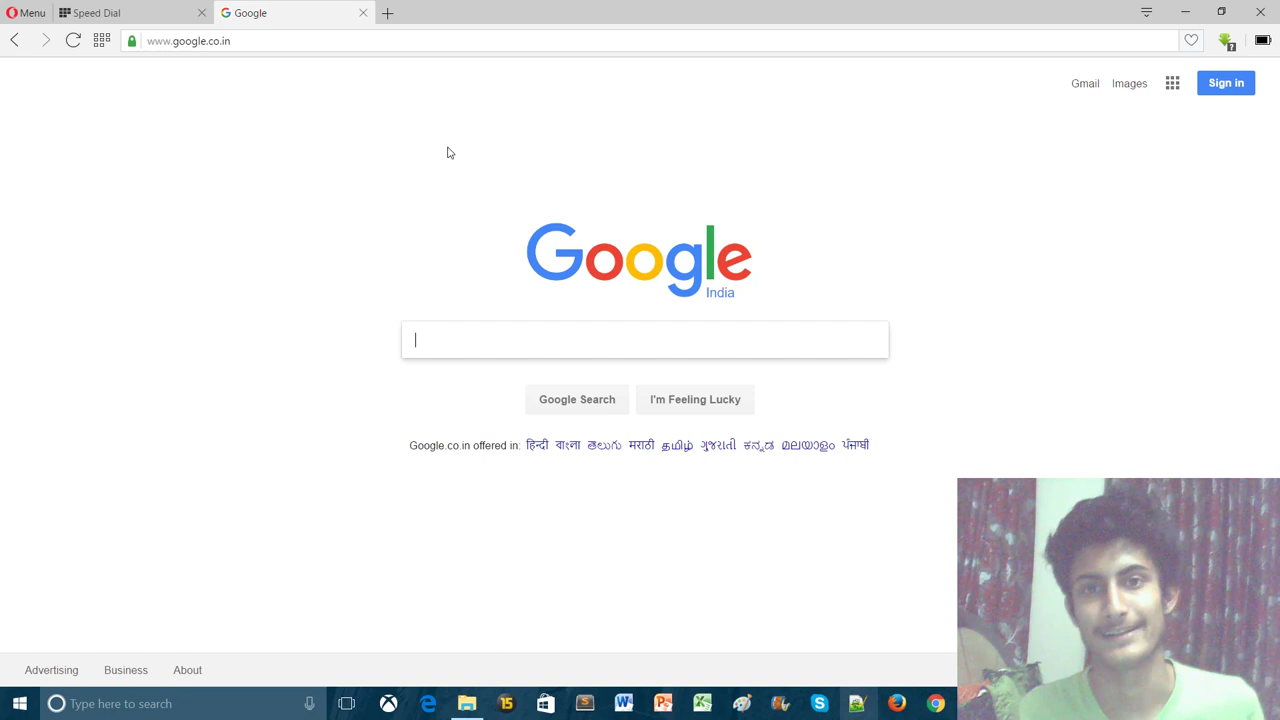 Menu Speed Dial Google
www.google.co.in
Gmail Images Sign in
Google
India
Google Search I'm Feeling Lucky
Google.co.in offered in: हिन्दी বাংলা తెలుగు मराठी தமிழ் ગુજરાતી ಕನ್ನಡ മലയാളം ਪੰਜਾਬੀ
Advertising Business About
Type here to search